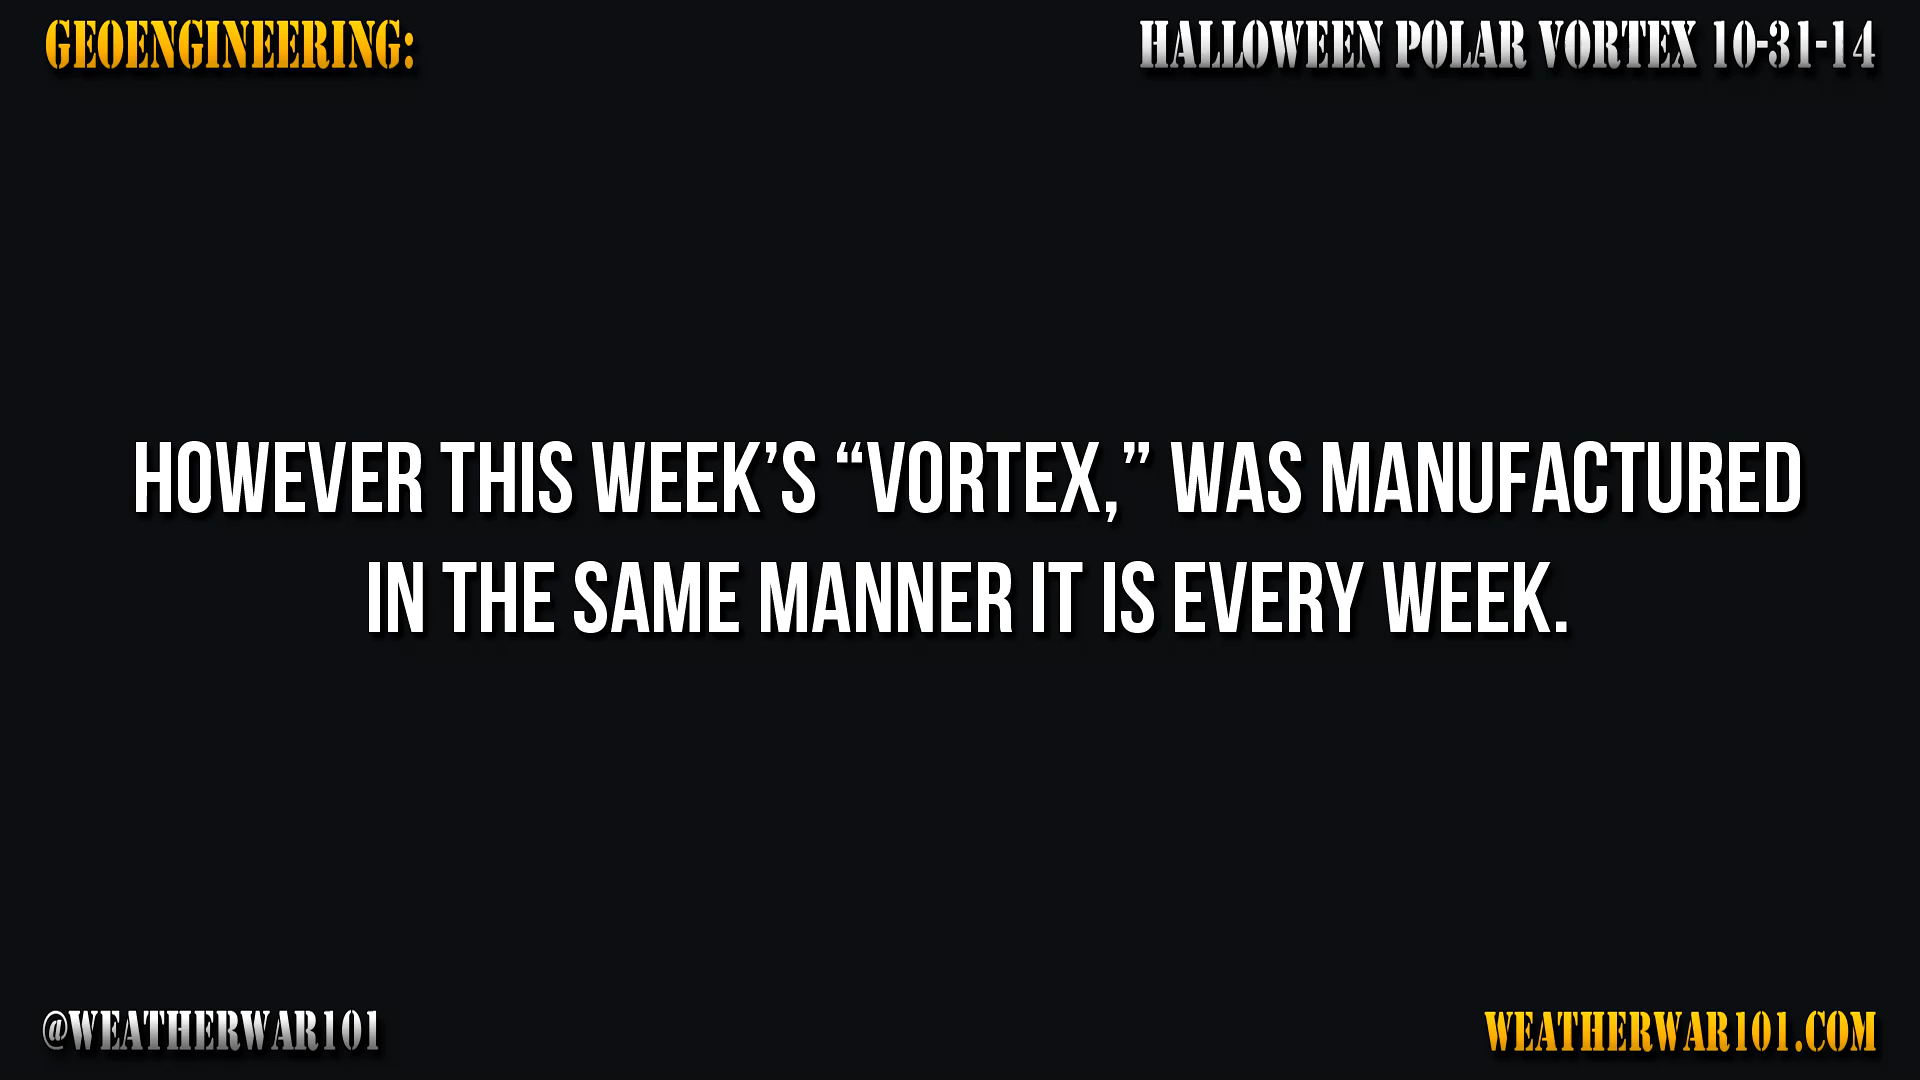 GEOENGINEERING:
HALLOWEEN POLAR VORTEX 10-31-14
HOWEVER THIS WEEK’S “VORTEX,” WAS MANUFACTURED
IN THE SAME MANNER IT IS EVERY WEEK.
@WEATHERWAR101
WEATHERWAR101.COM